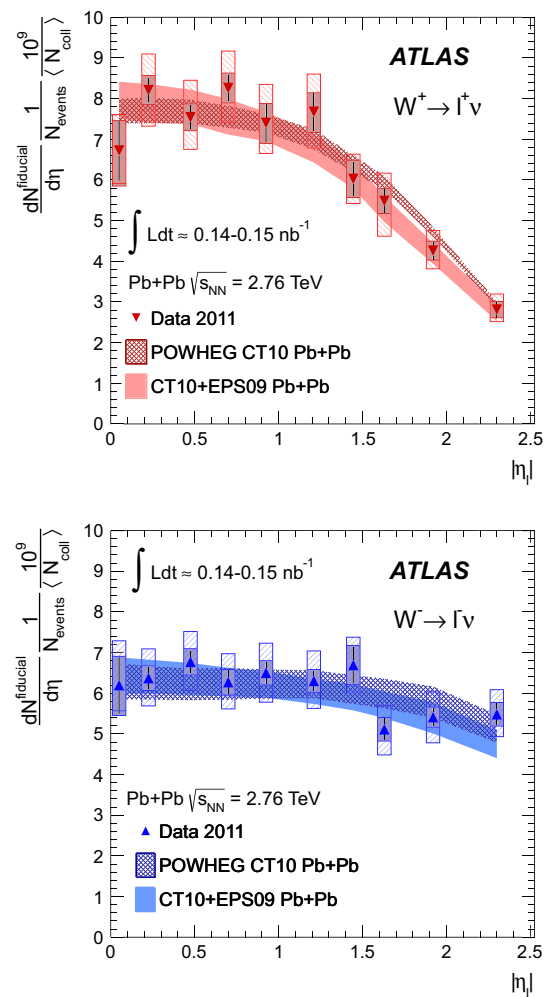 dN^fiducial/dη 1/N_events 10^9/⟨N_coll⟩
10
9
8
7
6
5
4
3
2
1
0
ATLAS
W⁺→ l⁺ν
∫ Ldt ≈ 0.14-0.15 nb⁻¹
Pb+Pb √s_NN = 2.76 TeV
Data 2011
POWHEG CT10 Pb+Pb
CT10+EPS09 Pb+Pb
0 0.5 1 1.5 2 2.5
|η_l|
dN^fiducial/dη 1/N_events 10^9/⟨N_coll⟩
10
9
8
7
6
5
4
3
2
1
0
∫ Ldt ≈ 0.14-0.15 nb⁻¹
ATLAS
W⁻→ l⁻ν
Pb+Pb √s_NN = 2.76 TeV
Data 2011
POWHEG CT10 Pb+Pb
CT10+EPS09 Pb+Pb
0 0.5 1 1.5 2 2.5
|η_l|